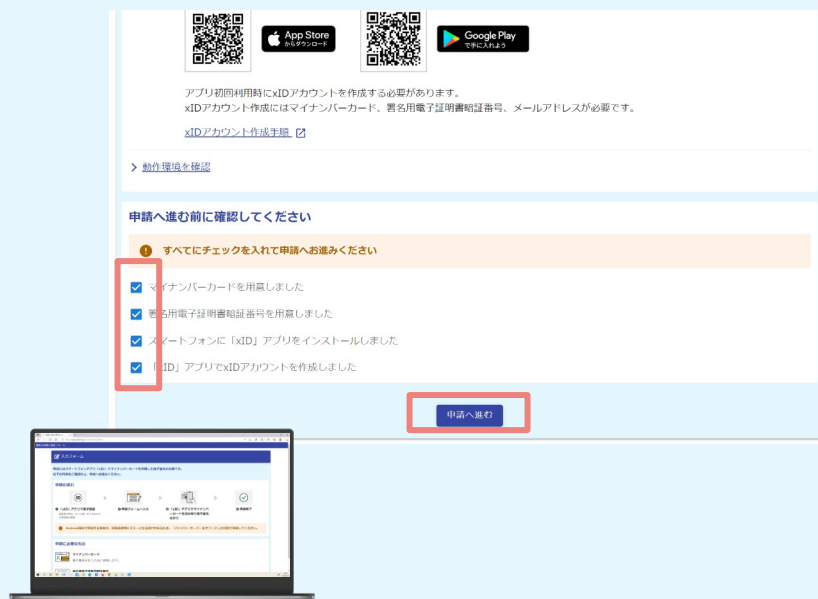 App Store
からダウンロード
Google Play
で手に入れよう
アプリ初回利用時にxIDアカウントを作成する必要があります。
xIDアカウント作成にはマイナンバーカード、署名用電子証明書暗証番号、メールアドレスが必要です。
xIDアカウント作成手順
動作環境を確認
申請へ進む前に確認してください
すべてにチェックを入れて申請へお進みください
マイナンバーカードを用意しました
署名用電子証明書暗証番号を用意しました
スマートフォンに「xID」アプリをインストールしました
「xID」アプリでxIDアカウントを作成しました
申請へ進む
入力フォーム
申請の流れ
申請に必要なもの
マイナンバーカード